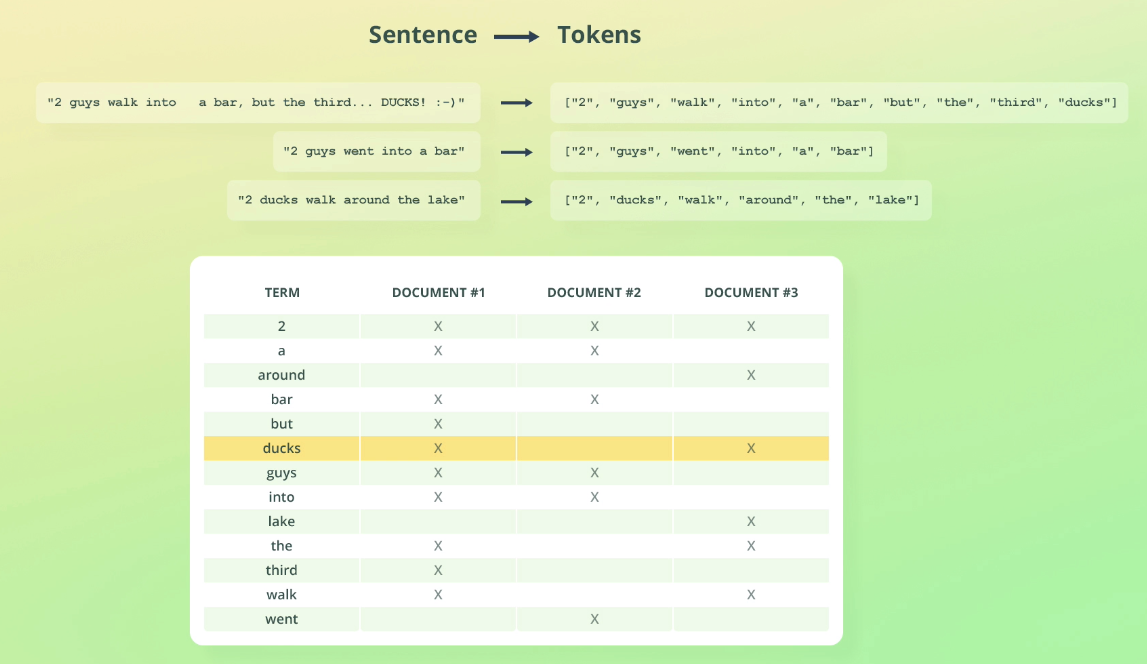 Sentence → Tokens
"2 guys walk into   a bar, but the third... DUCKS! :-)" → ["2", "guys", "walk", "into", "a", "bar", "but", "the", "third", "ducks"]
"2 guys went into a bar" → ["2", "guys", "went", "into", "a", "bar"]
"2 ducks walk around the lake" → ["2", "ducks", "walk", "around", "the", "lake"]
TERM DOCUMENT #1 DOCUMENT #2 DOCUMENT #3
2 X X X
a X X
around X
bar X X
but X
ducks X X
guys X X
into X X
lake X
the X X
third X
walk X X
went X